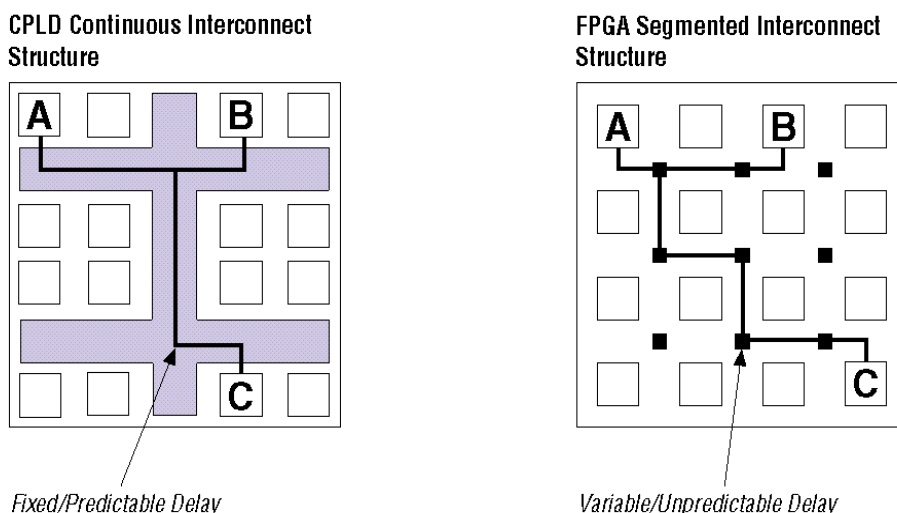 CPLD Continuous Interconnect
Structure
A
B
C
Fixed/Predictable Delay
FPGA Segmented Interconnect
Structure
A
B
C
Variable/Unpredictable Delay